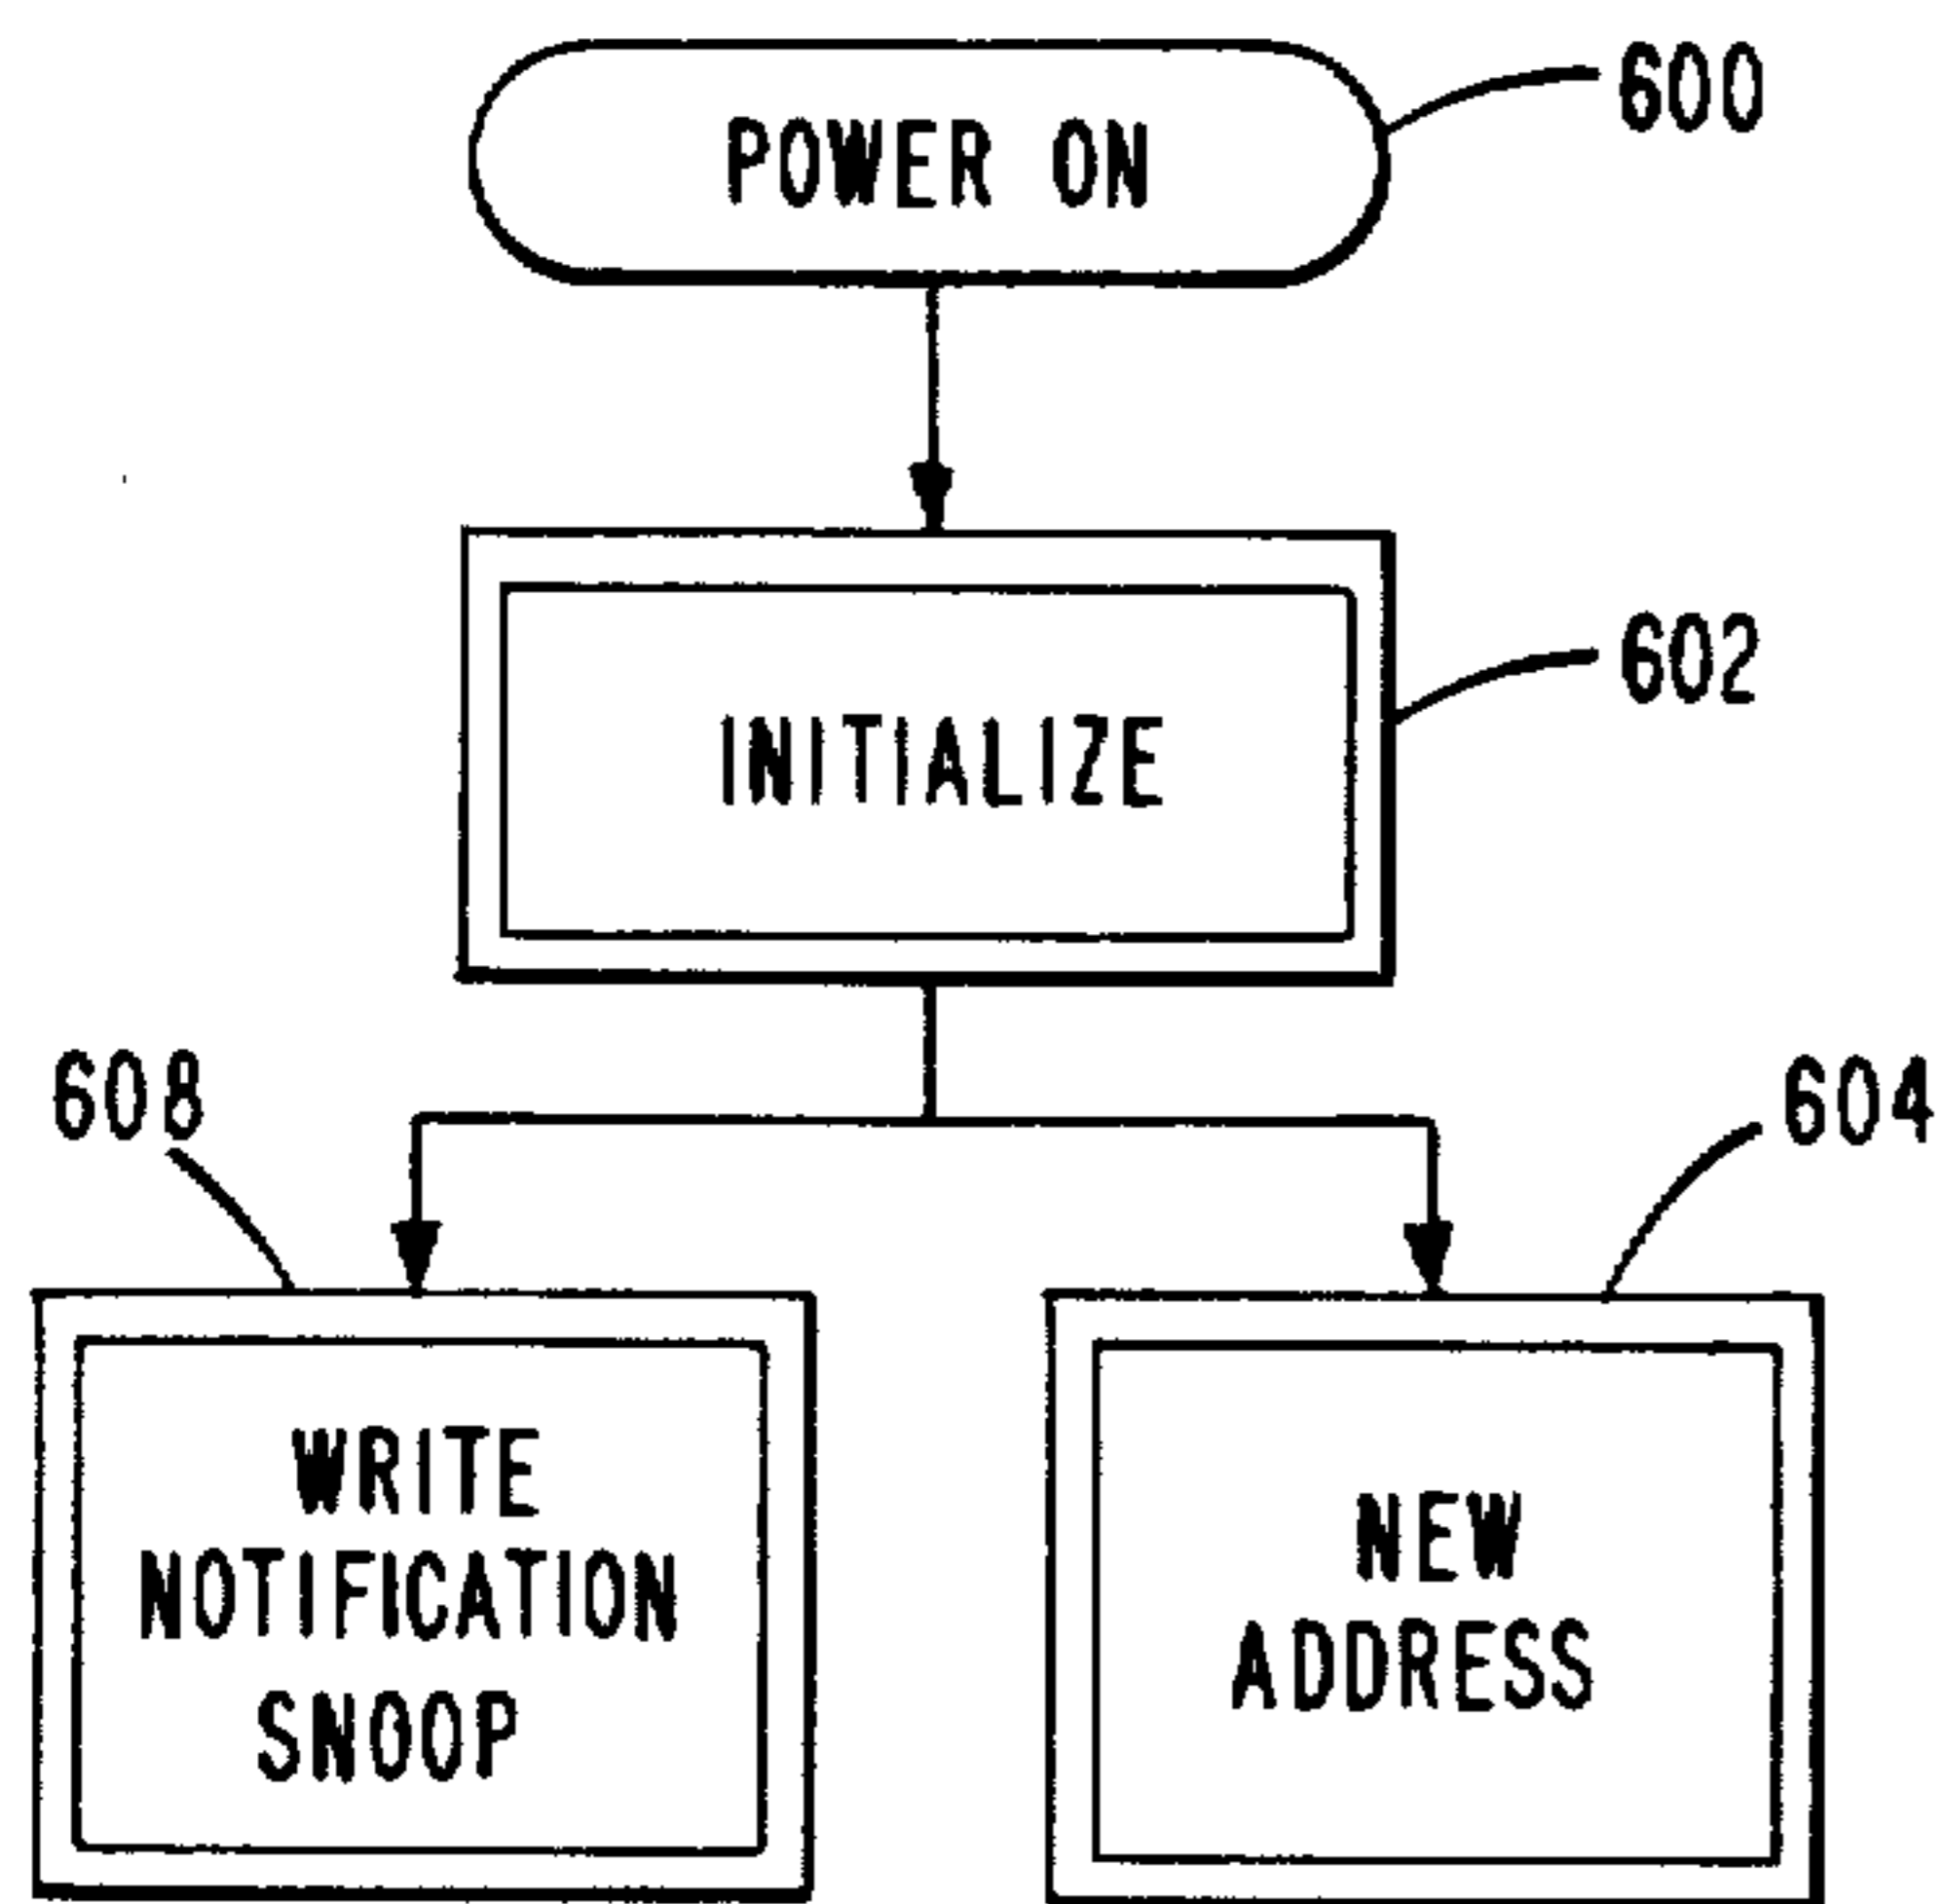 600
POWER ON
602
INITIALIZE
608
604
WRITE
NOTIFICATION
SNOOP
NEW
ADDRESS